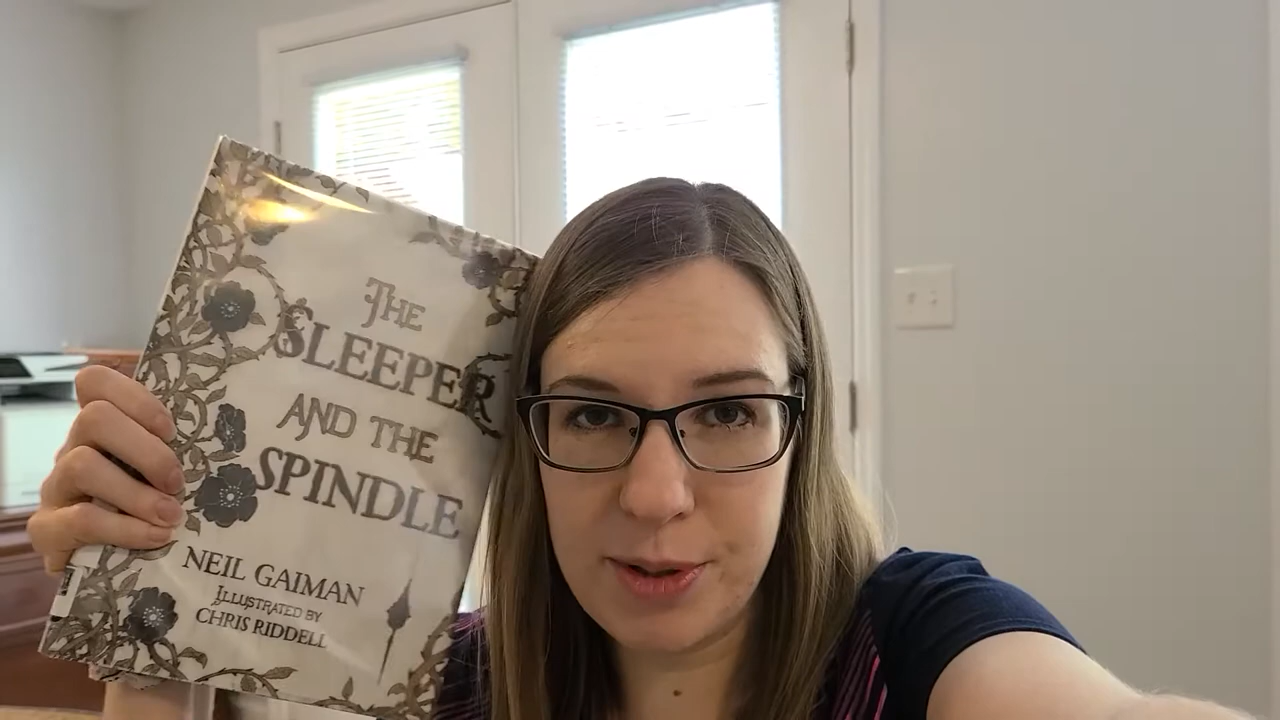 THE
SLEEPER
AND THE
SPINDLE
NEIL GAIMAN
ILLUSTRATED BY
CHRIS RIDDELL